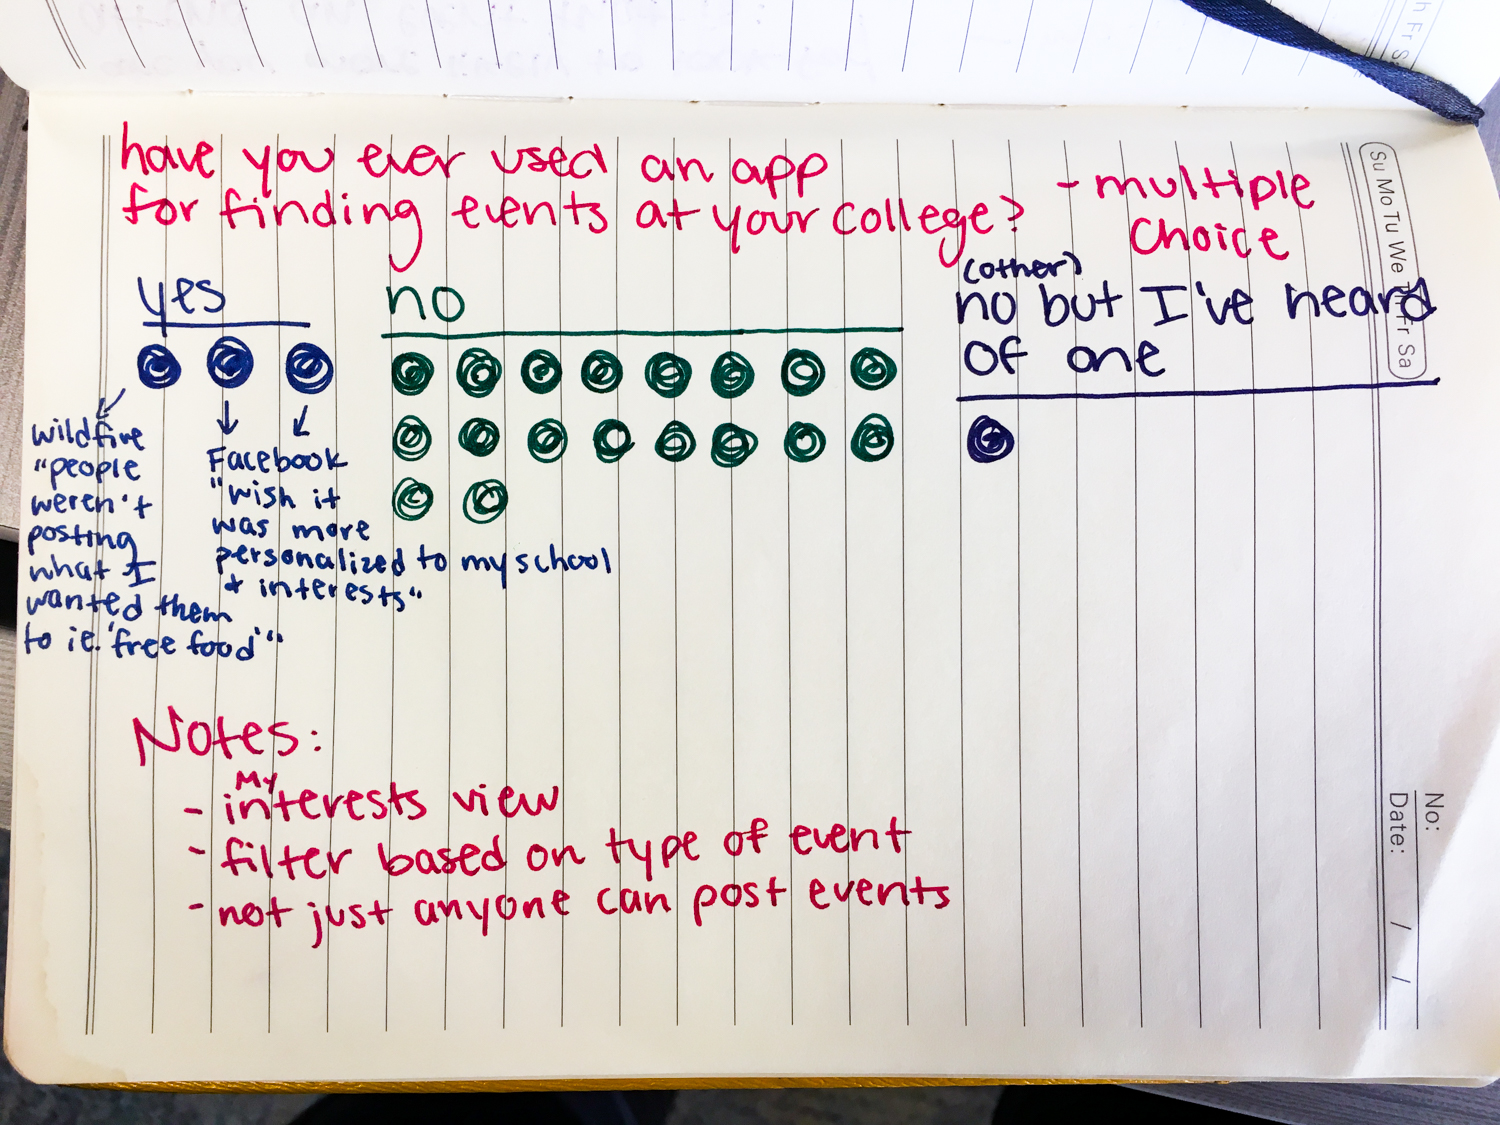 have you ever used an app
for finding events at your college?
- multiple
choice
yes
no
(other)
no but I've heard
of one
wildfire
"people
weren't
posting
what I
wanted them
to ie. 'free food'"
Facebook
"wish it
was more
personalized to my school
+ interests"
Notes:
- My interests view
- filter based on type of event
- not just anyone can post events
Su Mo Tu We Th Fr Sa
No:
Date: / /
h Fr S